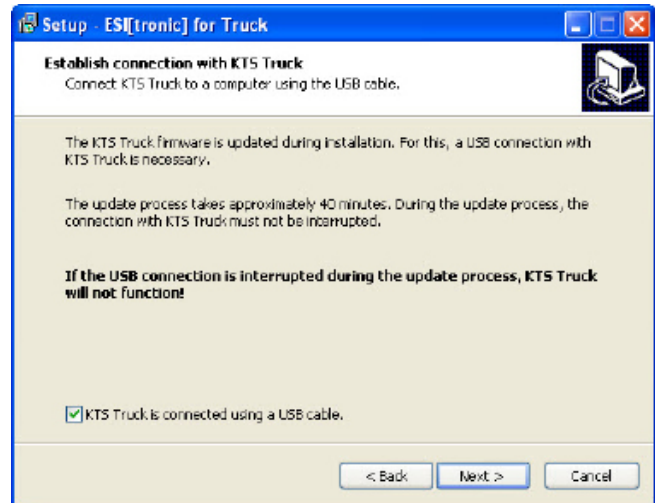 Setup - ESI[tronic] for Truck
Establish connection with KTS Truck
Connect KTS Truck to a computer using the USB cable.
The KTS Truck firmware is updated during installation. For this, a USB connection with
KTS Truck is necessary.
The update process takes approximately 40 minutes. During the update process, the
connection with KTS Truck must not be interrupted.
If the USB connection is interrupted during the update process, KTS Truck
will not function!
KTS Truck is connected using a USB cable.
< Back Next > Cancel